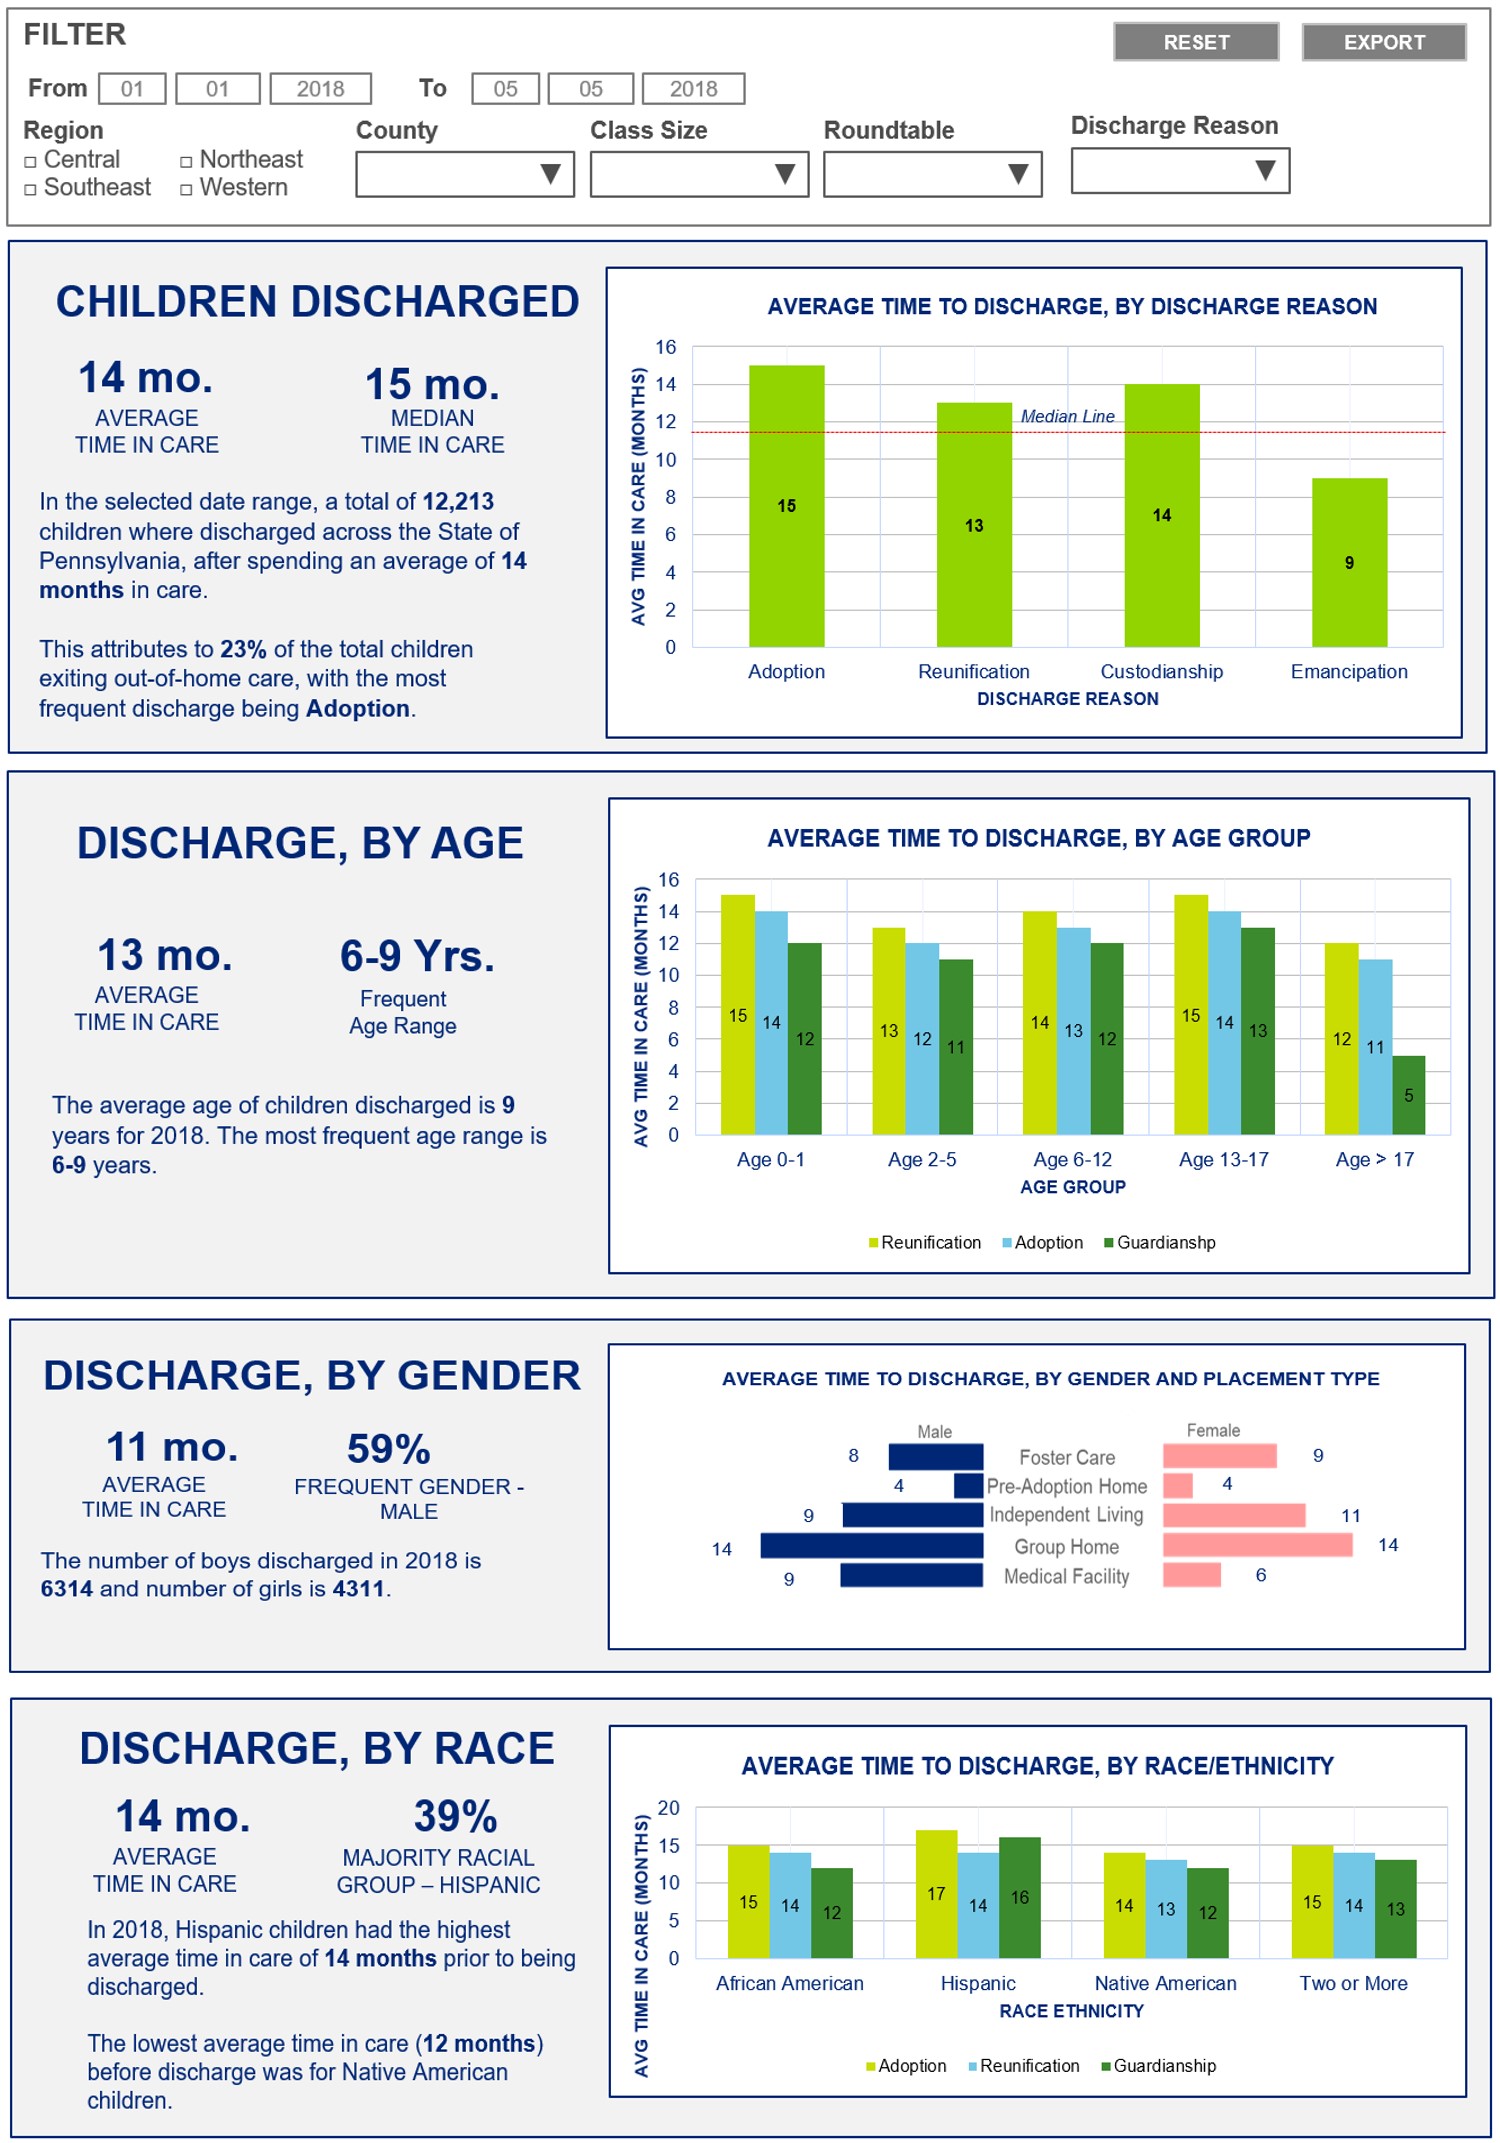 FILTER
RESET
EXPORT
From 01 01 2018 To 05 05 2018
Region
□ Central □ Northeast
□ Southeast □ Western
County
Class Size
Roundtable
Discharge Reason
CHILDREN DISCHARGED
14 mo.
AVERAGE
TIME IN CARE
15 mo.
MEDIAN
TIME IN CARE
In the selected date range, a total of 12,213
children where discharged across the State of
Pennsylvania, after spending an average of 14
months in care.
This attributes to 23% of the total children
exiting out-of-home care, with the most
frequent discharge being Adoption.
AVERAGE TIME TO DISCHARGE, BY DISCHARGE REASON
AVG TIME IN CARE (MONTHS)
16
14
12
10
8
6
4
2
0
Median Line
15
13
14
9
Adoption Reunification Custodianship Emancipation
DISCHARGE REASON
DISCHARGE, BY AGE
13 mo.
AVERAGE
TIME IN CARE
6-9 Yrs.
Frequent
Age Range
The average age of children discharged is 9
years for 2018. The most frequent age range is
6-9 years.
AVERAGE TIME TO DISCHARGE, BY AGE GROUP
AVG TIME IN CARE (MONTHS)
16
14
12
10
8
6
4
2
0
15 14 12
13 12 11
14 13 12
15 14 13
12 11 5
Age 0-1 Age 2-5 Age 6-12 Age 13-17 Age > 17
AGE GROUP
Reunification Adoption Guardianshp
DISCHARGE, BY GENDER
11 mo.
AVERAGE
TIME IN CARE
59%
FREQUENT GENDER -
MALE
The number of boys discharged in 2018 is
6314 and number of girls is 4311.
AVERAGE TIME TO DISCHARGE, BY GENDER AND PLACEMENT TYPE
Male Female
8 Foster Care 9
4 Pre-Adoption Home 4
9 Independent Living 11
14 Group Home 14
9 Medical Facility 6
DISCHARGE, BY RACE
14 mo.
AVERAGE
TIME IN CARE
39%
MAJORITY RACIAL
GROUP – HISPANIC
In 2018, Hispanic children had the highest
average time in care of 14 months prior to being
discharged.
The lowest average time in care (12 months)
before discharge was for Native American
children.
AVERAGE TIME TO DISCHARGE, BY RACE/ETHNICITY
AVG TIME IN CARE (MONTHS)
20
15
10
5
0
15 14 12
17 14 16
14 13 12
15 14 13
African American Hispanic Native American Two or More
RACE ETHNICITY
Adoption Reunification Guardianship